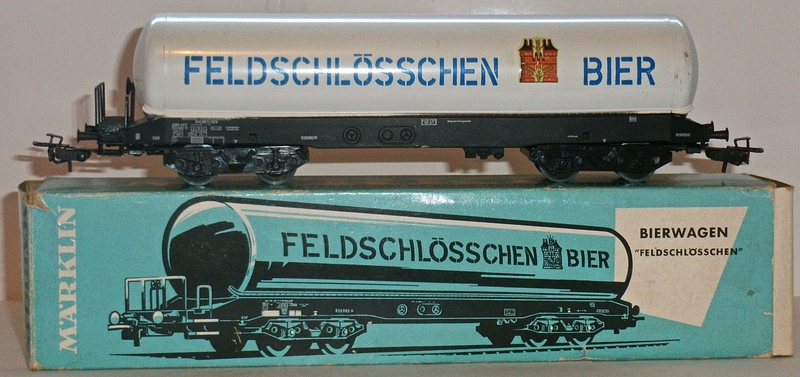 FELDSCHLÖSSCHEN BIER
MÄRKLIN
FELDSCHLÖSSCHEN BIER
BIERWAGEN
"FELDSCHLÖSSCHEN"